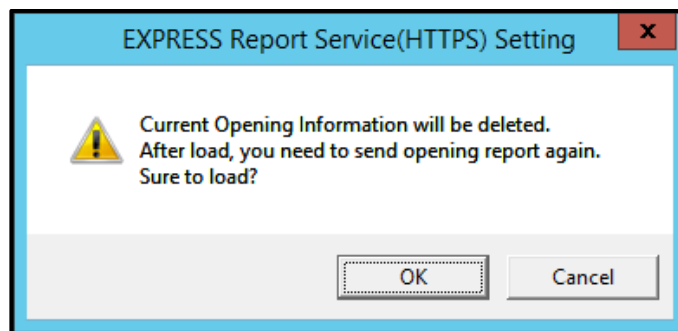 EXPRESS Report Service(HTTPS) Setting
x
Current Opening Information will be deleted.
After load, you need to send opening report again.
Sure to load?
OK
Cancel